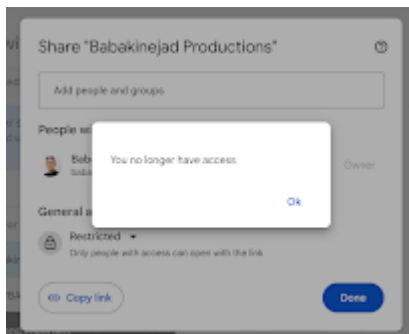 Share "Babakinejad Productions"
Add people and groups
People
Bab
Owner
You no longer have access
Ok
General a
Restricted
Only people with access can open with the link
Copy link
Done